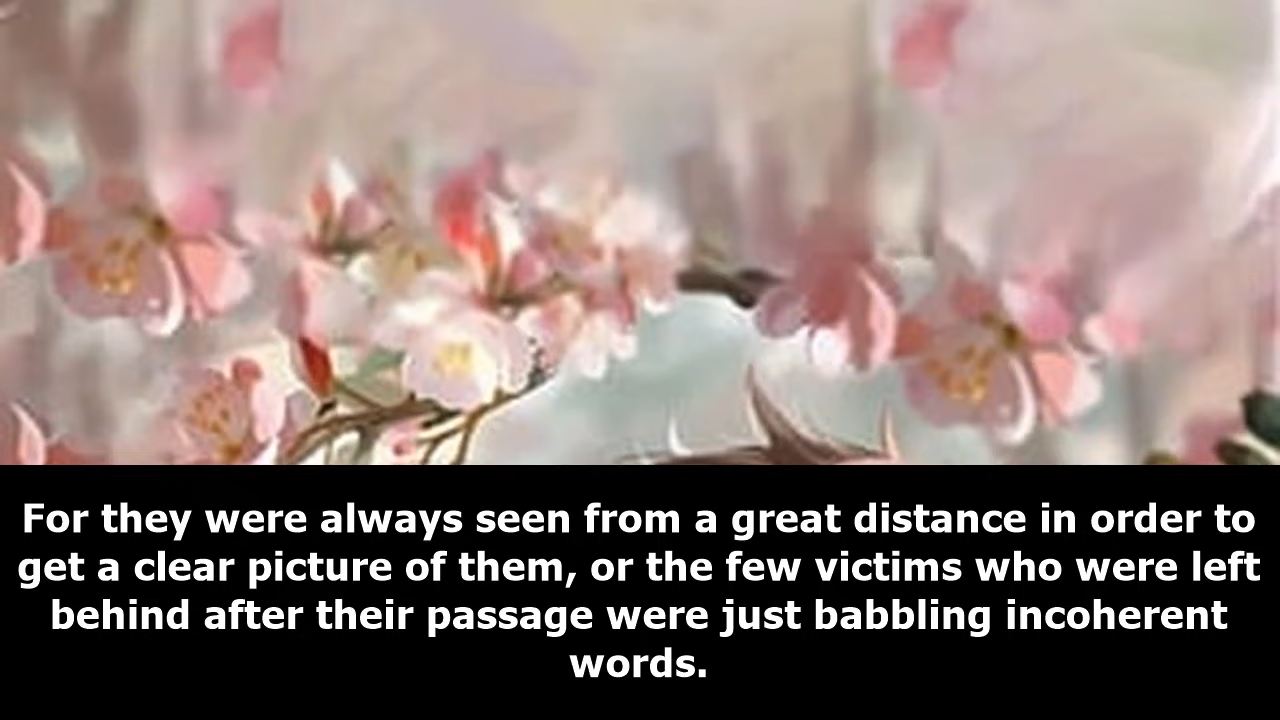 For they were always seen from a great distance in order to
get a clear picture of them, or the few victims who were left
behind after their passage were just babbling incoherent
words.